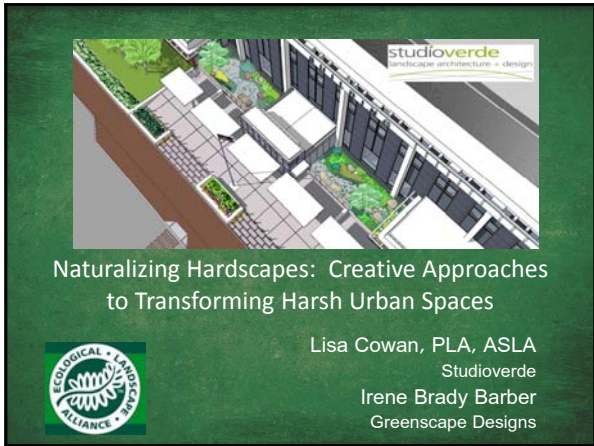 studioverde
landscape architecture + design
Naturalizing Hardscapes: Creative Approaches
to Transforming Harsh Urban Spaces
Lisa Cowan, PLA, ASLA
Studioverde
Irene Brady Barber
Greenscape Designs
ECOLOGICAL • LANDSCAPE
ALLIANCE •